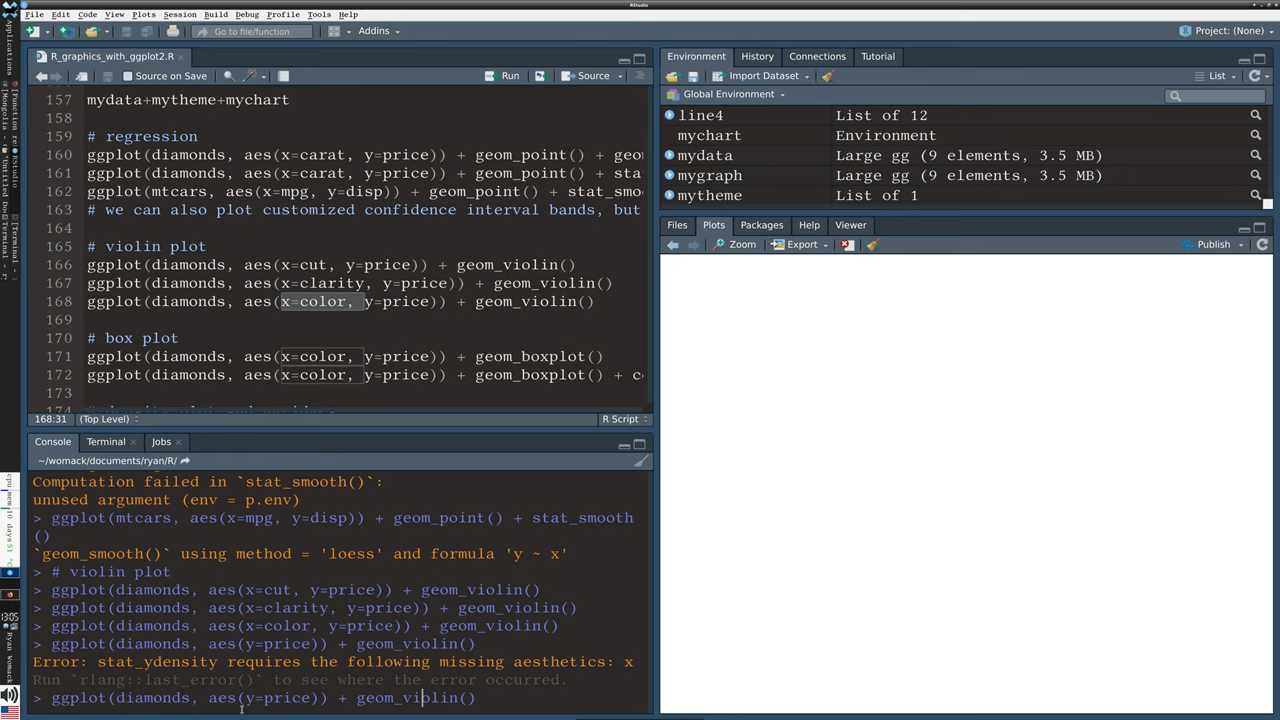 RStudio
File Edit Code View Plots Session Build Debug Profile Tools Help
Go to file/function
Addins
Project: (None)
R_graphics_with_ggplot2.R
Source on Save
Run
Source
157 mydata+mytheme+mychart
158
159 # regression
160 ggplot(diamonds, aes(x=carat, y=price)) + geom_point() + geo
161 ggplot(diamonds, aes(x=carat, y=price)) + geom_point() + sta
162 ggplot(mtcars, aes(x=mpg, y=disp)) + geom_point() + stat_smo
163 # we can also plot customized confidence interval bands, but
164
165 # violin plot
166 ggplot(diamonds, aes(x=cut, y=price)) + geom_violin()
167 ggplot(diamonds, aes(x=clarity, y=price)) + geom_violin()
168 ggplot(diamonds, aes(x=color, y=price)) + geom_violin()
169
170 # box plot
171 ggplot(diamonds, aes(x=color, y=price)) + geom_boxplot()
172 ggplot(diamonds, aes(x=color, y=price)) + geom_boxplot() + c
173
174
168:31 (Top Level) R Script
Console Terminal Jobs
~/womack/documents/ryan/R/
Computation failed in `stat_smooth()`:
unused argument (env = p.env)
> ggplot(mtcars, aes(x=mpg, y=disp)) + geom_point() + stat_smooth
()
`geom_smooth()` using method = 'loess' and formula 'y ~ x'
> # violin plot
> ggplot(diamonds, aes(x=cut, y=price)) + geom_violin()
> ggplot(diamonds, aes(x=clarity, y=price)) + geom_violin()
> ggplot(diamonds, aes(x=color, y=price)) + geom_violin()
> ggplot(diamonds, aes(y=price)) + geom_violin()
Error: stat_ydensity requires the following missing aesthetics: x
Run `rlang::last_error()` to see where the error occurred.
> ggplot(diamonds, aes(y=price)) + geom_violin()
Environment History Connections Tutorial
Import Dataset
List
Global Environment
line4 List of 12
mychart Environment
mydata Large gg (9 elements, 3.5 MB)
mygraph Large gg (9 elements, 3.5 MB)
mytheme List of 1
Files Plots Packages Help Viewer
Zoom Export Publish
Applications
RStudio
cpu mem
10 days
13:05
Ryan Womack